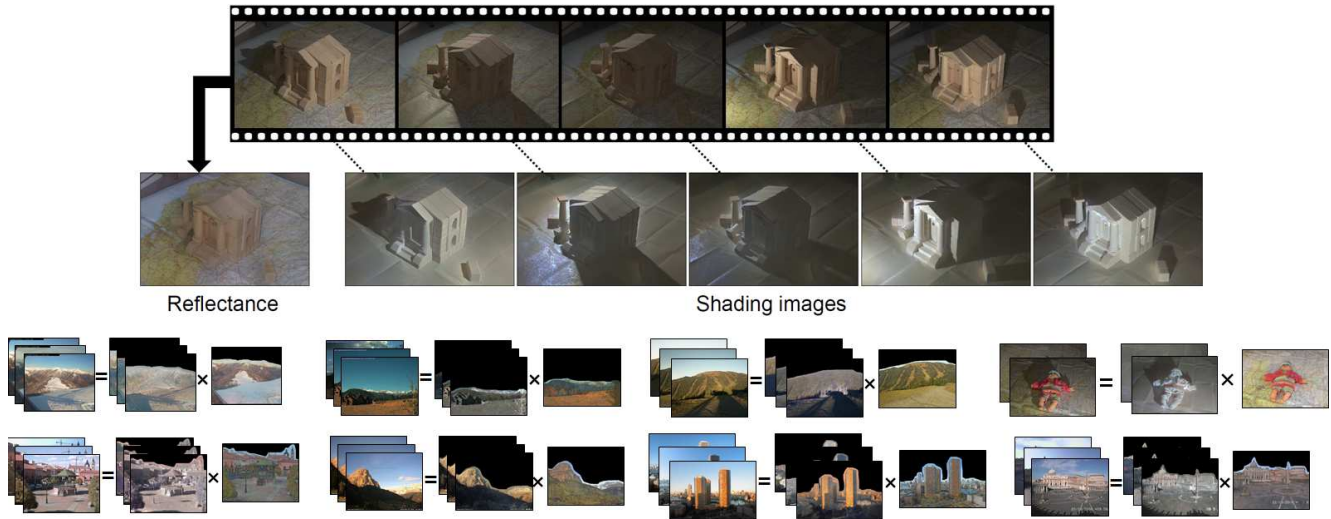 Reflectance
Shading images
= × = × = × = ×
= × = × = × = ×